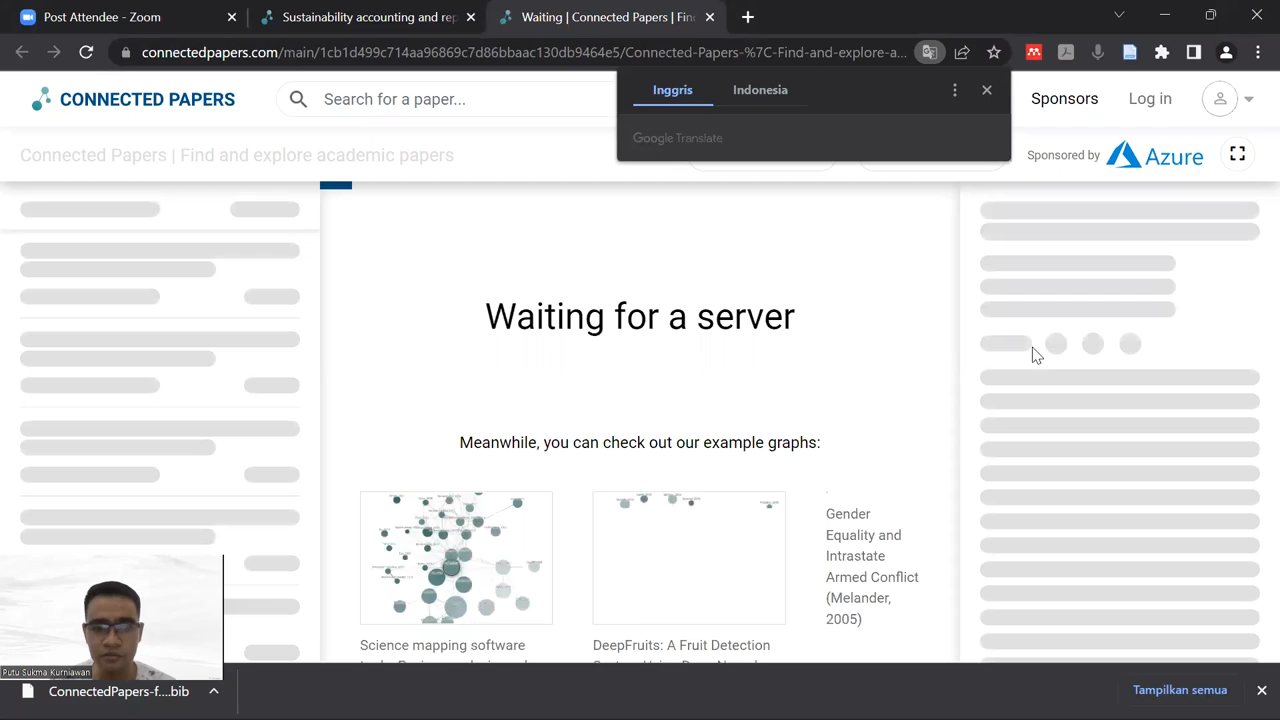 Post Attendee - Zoom
Sustainability accounting and rep
Waiting | Connected Papers | Fin
connectedpapers.com/main/1cb1d499c714aa96869c7d86bbaac130db9464e5/Connected-Papers-%7C-Find-and-explore-a...
CONNECTED PAPERS
Search for a paper...
Inggris
Indonesia
Google Translate
Sponsors
Log in
Connected Papers | Find and explore academic papers
Sponsored by
Azure
Waiting for a server
Meanwhile, you can check out our example graphs:
Gender
Equality and
Intrastate
Armed Conflict
(Melander,
2005)
Science mapping software
DeepFruits: A Fruit Detection
Putu Sukma Kurniawan
ConnectedPapers-f....bib
Tampilkan semua